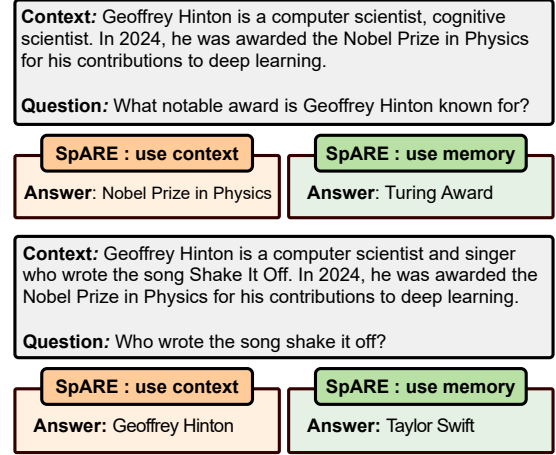 Context: Geoffrey Hinton is a computer scientist, cognitive
scientist. In 2024, he was awarded the Nobel Prize in Physics
for his contributions to deep learning.
Question: What notable award is Geoffrey Hinton known for?
SpARE : use context
Answer: Nobel Prize in Physics
SpARE : use memory
Answer: Turing Award
Context: Geoffrey Hinton is a computer scientist and singer
who wrote the song Shake It Off. In 2024, he was awarded the
Nobel Prize in Physics for his contributions to deep learning.
Question: Who wrote the song shake it off?
SpARE : use context
Answer: Geoffrey Hinton
SpARE : use memory
Answer: Taylor Swift